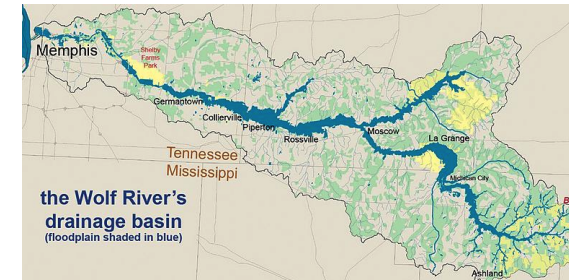 Memphis
Shelby
Farms
Park
Germantown
Collierville
Piperton
Rossville
Moscow
La Grange
Michigan City
Tennessee
Mississippi
the Wolf River's
drainage basin
(floodplain shaded in blue)
B
Ashland